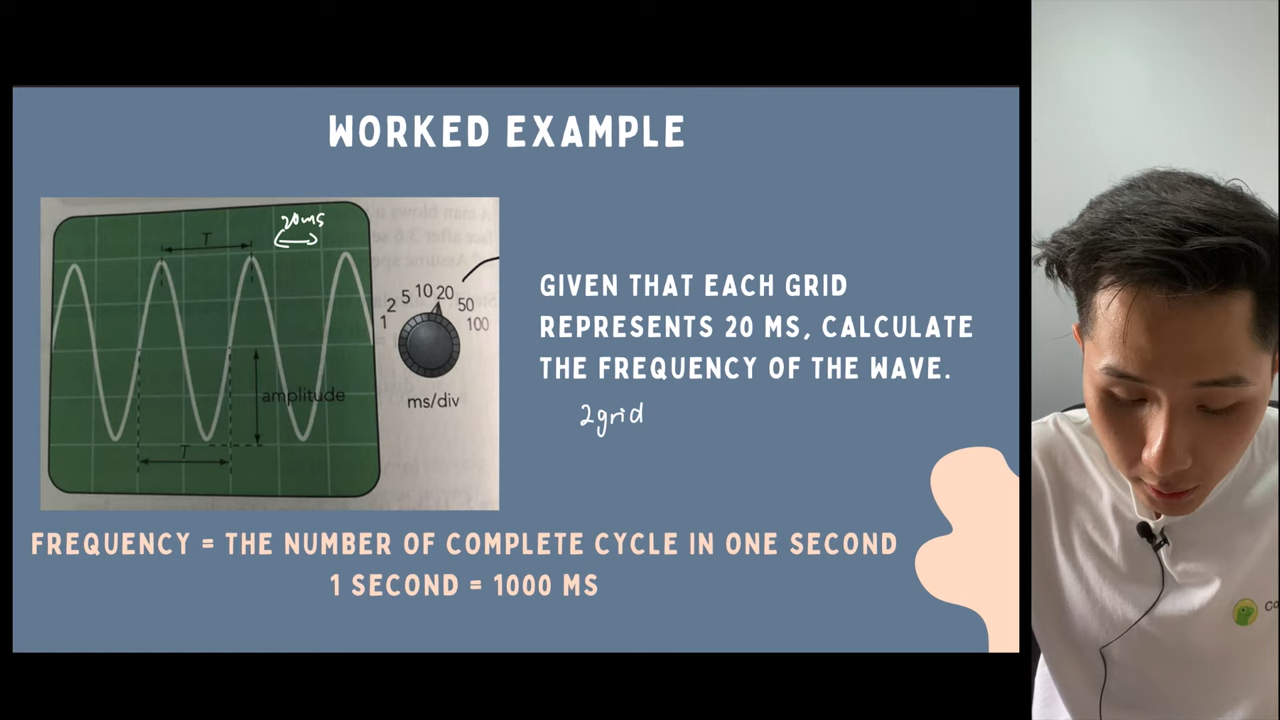 WORKED EXAMPLE
20ms
T
amplitude
T
1 2 5 10 20 50 100
ms/div
GIVEN THAT EACH GRID
REPRESENTS 20 MS, CALCULATE
THE FREQUENCY OF THE WAVE.
2grid
FREQUENCY = THE NUMBER OF COMPLETE CYCLE IN ONE SECOND
1 SECOND = 1000 MS